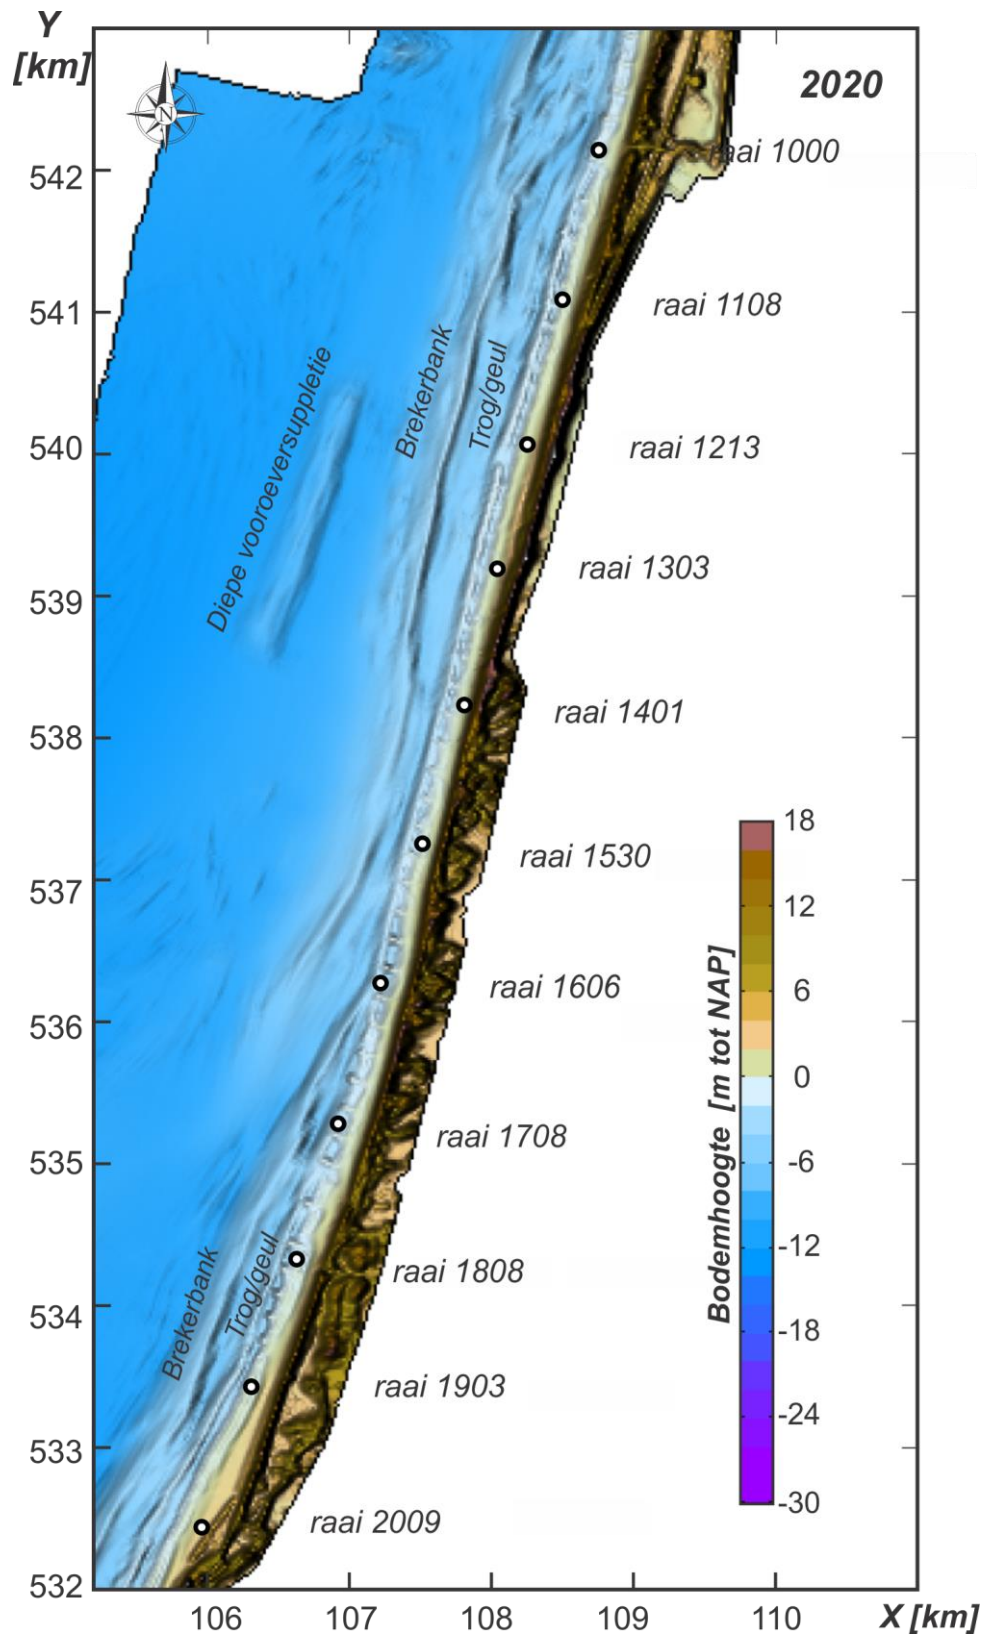 Y
[km]
N
2020
raai 1000
542
raai 1108
541
Diepe vooroeversuppletie
Brekerbank
Trog/geul
raai 1213
540
raai 1303
539
raai 1401
538
raai 1530
537
raai 1606
536
raai 1708
535
Brekerbank
Trog/geul
raai 1808
534
raai 1903
533
raai 2009
532
Bodemhoogte [m tot NAP]
18
12
6
0
-6
-12
-18
-24
-30
106
107
108
109
110
X [km]